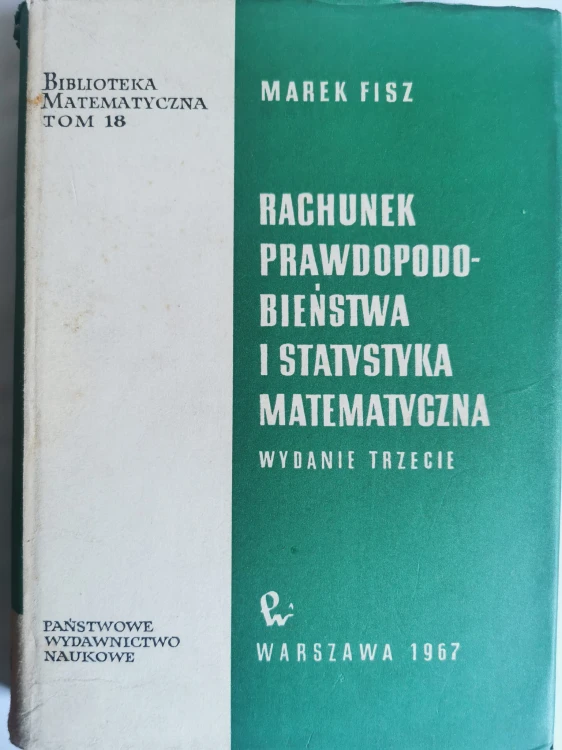 BIBLIOTEKA
MATEMATYCZNA
TOM 18
MAREK FISZ
RACHUNEK
PRAWDOPODO-
BIEŃSTWA
I STATYSTYKA
MATEMATYCZNA
WYDANIE TRZECIE
PAŃSTWOWE
WYDAWNICTWO
NAUKOWE
WARSZAWA 1967